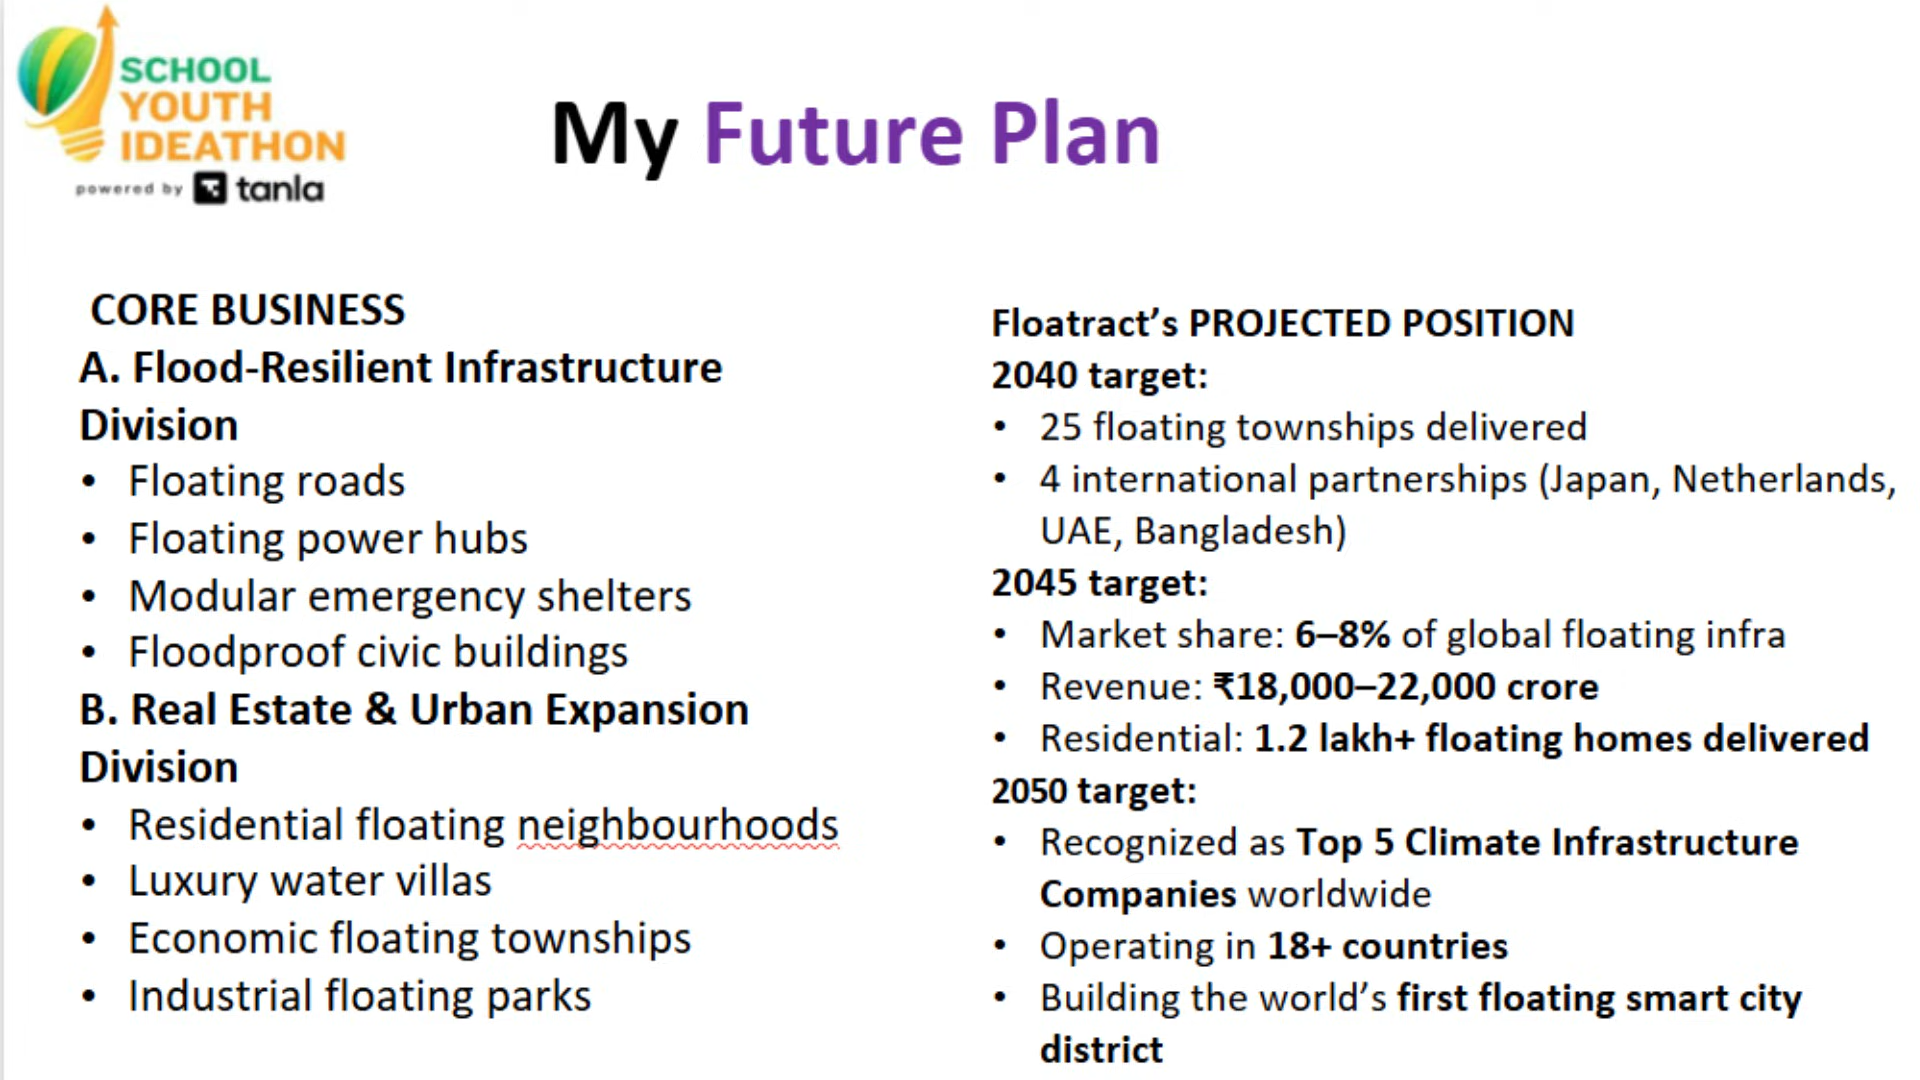 SCHOOL
YOUTH
IDEATHON
powered by tanla
My Future Plan
CORE BUSINESS
A. Flood-Resilient Infrastructure
Division
• Floating roads
• Floating power hubs
• Modular emergency shelters
• Floodproof civic buildings
B. Real Estate & Urban Expansion
Division
• Residential floating neighbourhoods
• Luxury water villas
• Economic floating townships
• Industrial floating parks
Floatract’s PROJECTED POSITION
2040 target:
• 25 floating townships delivered
• 4 international partnerships (Japan, Netherlands,
UAE, Bangladesh)
2045 target:
• Market share: 6–8% of global floating infra
• Revenue: ₹18,000–22,000 crore
• Residential: 1.2 lakh+ floating homes delivered
2050 target:
• Recognized as Top 5 Climate Infrastructure
Companies worldwide
• Operating in 18+ countries
• Building the world’s first floating smart city
district